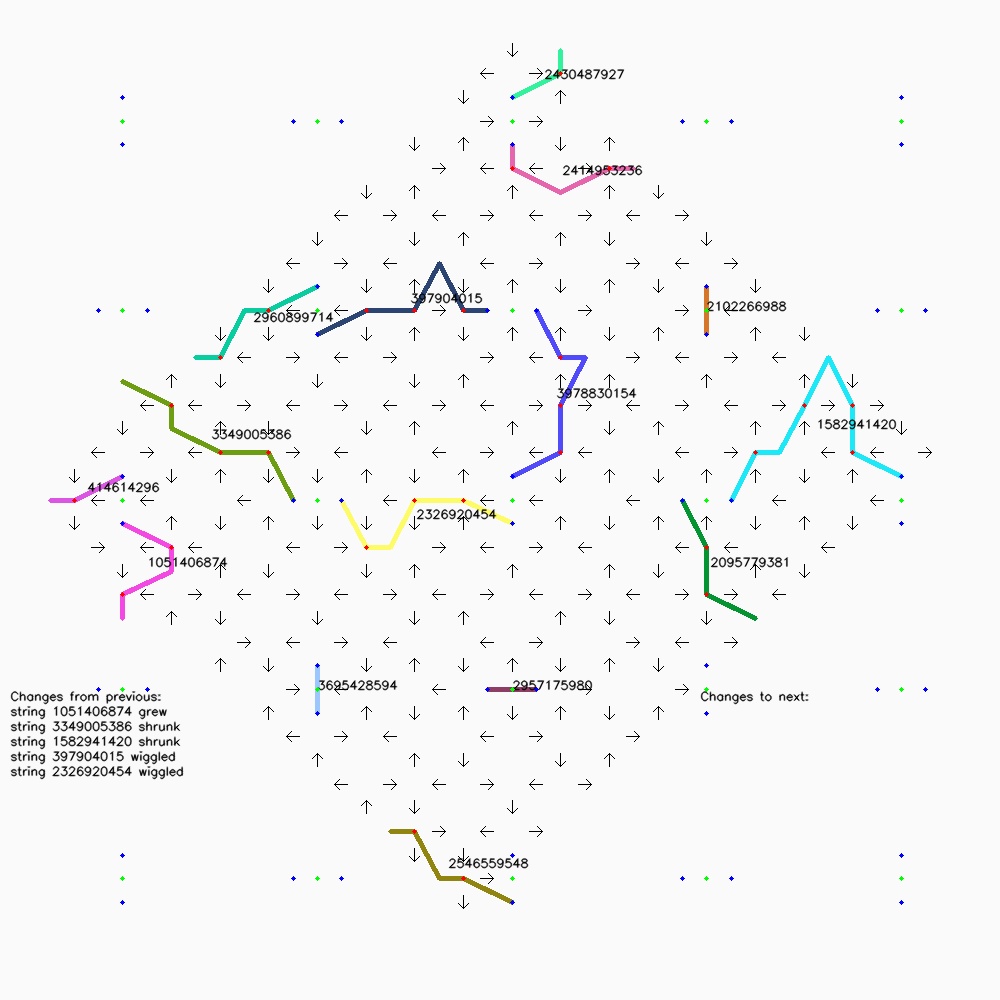 2430487927
2414953236
397904015
2102266988
2960899714
3978830154
1582941420
3349005386
414614296
2326920454
1051406874
2095779381
3695428594
2957175980
Changes from previous:
string 1051406874 grew
string 3349005386 shrunk
string 1582941420 shrunk
string 397904015 wiggled
string 2326920454 wiggled
Changes to next:
2546559548